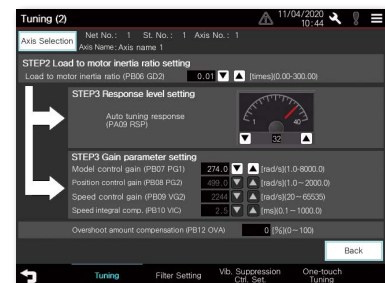 Tuning (2)
11/04/2020
10:44
Axis Selection
Net No.: 1 St. No.: 1 Axis No.: 1
Axis Name: Axis name 1
STEP2 Load to motor inertia ratio setting
Load to motor inertia ratio (PB06 GD2) 0.01 [times](0.00-300.00)
STEP3 Response level setting
Auto tuning response
(PA09 RSP)
1 40
32
STEP3 Gain parameter setting
Model control gain (PB07 PG1) 274.0 [rad/s](1.0-8000.0)
Position control gain (PB08 PG2) 499.0 [rad/s](1.0~2000.0)
Speed control gain (PB09 VG2) 2244 [rad/s](20~65535)
Speed integral comp. (PB10 VIC) 2.5 [ms](0.1~1000.0)
Overshoot amount compensation (PB12 OVA) 0 [%](0~100)
Back
Tuning
Filter Setting
Vib. Suppression
Ctrl. Set.
One-touch
Tuning